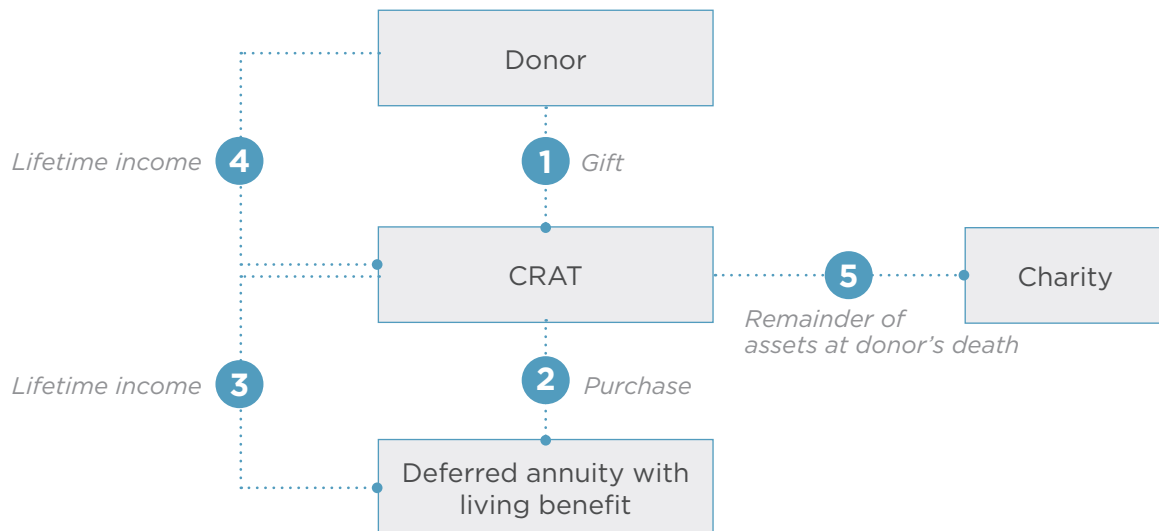 Donor
Lifetime income
4
1
Gift
CRAT
5
Charity
Remainder of
assets at donor’s death
Lifetime income
3
2
Purchase
Deferred annuity with
living benefit